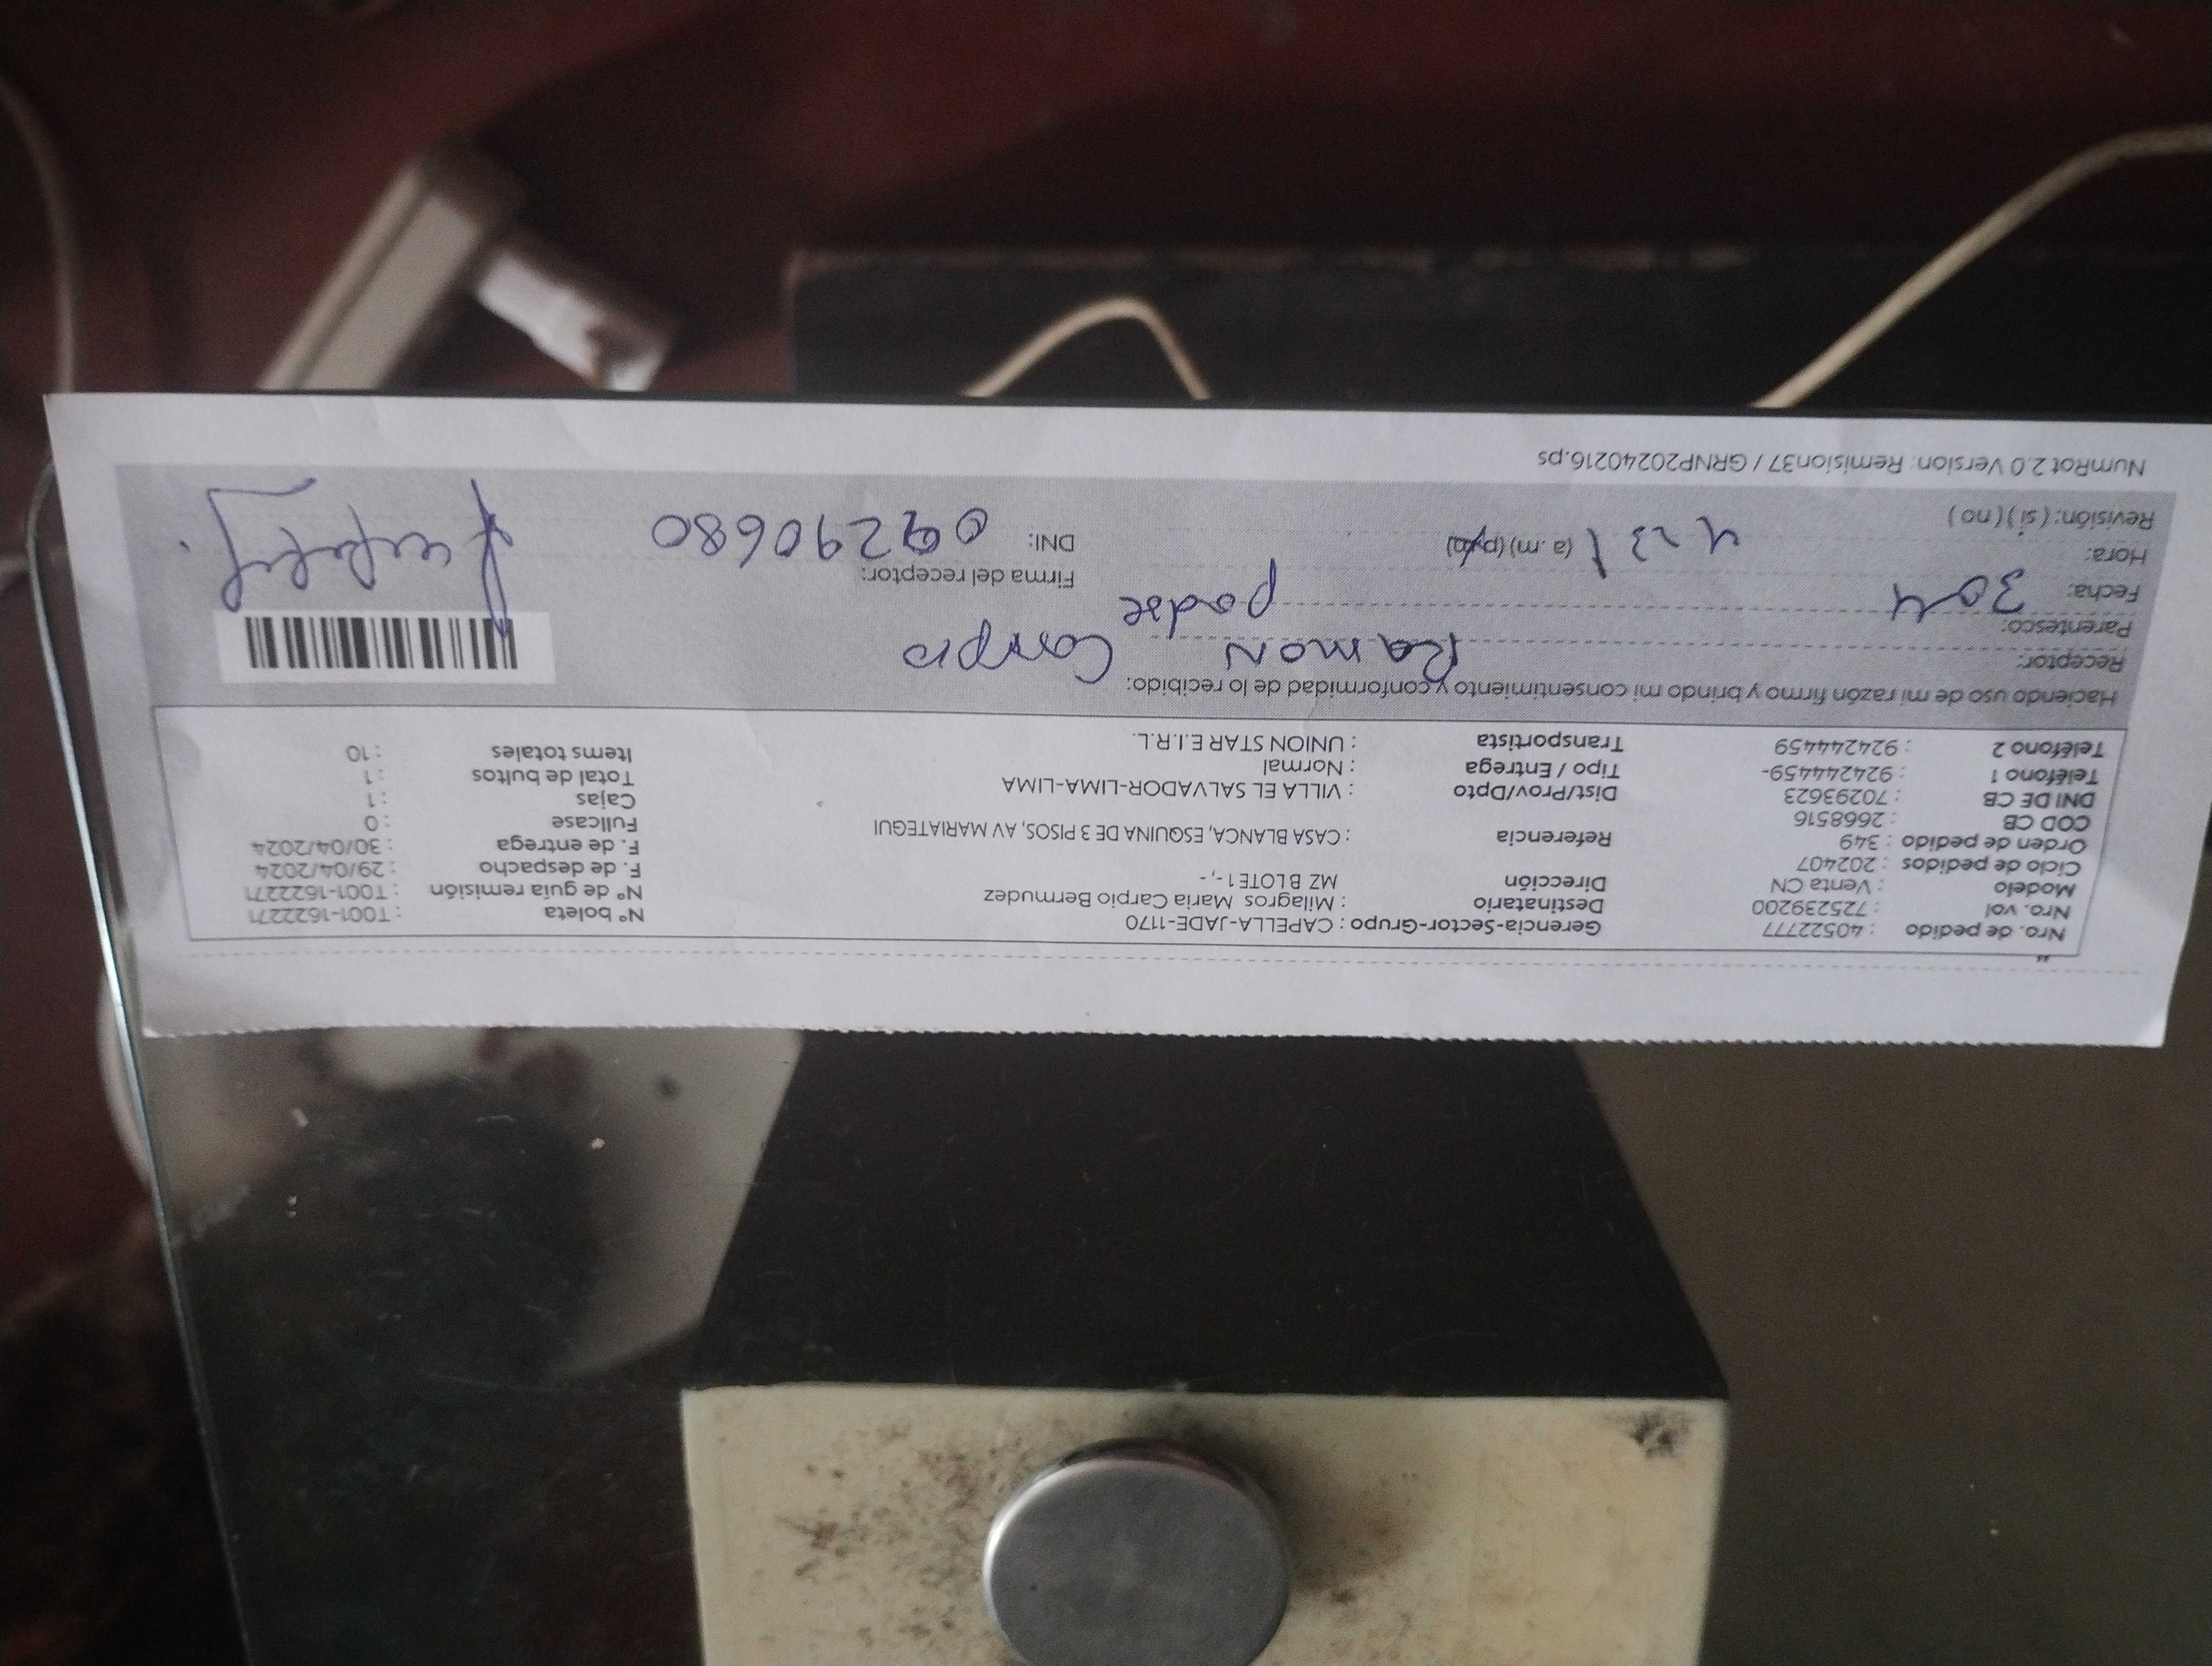 Nro. de pedido : 40522777 Gerencia-Sector-Grupo : CAPELLA-JADE-1170 N° boleta : T001-1622271
Nro. vol : 725239200 Destinatario : Milagros Maria Carpio Bermudez N° de guía remisión : T001-1622271
Modelo : Venta CN Dirección MZ B LOTE 1 -, - F. de despacho : 29/04/2024
Ciclo de pedidos : 202407 F. de entrega : 30/04/2024
Orden de pedido : 349 Referencia : CASA BLANCA, ESQUINA DE 3 PISOS, AV MARIATEGUI Fullcase : 0
COD CB : 2668516 Cajas : 1
DNI DE CB : 70293623 Dist/Prov/Dpto : VILLA EL SALVADOR-LIMA-LIMA Total de bultos : 1
Teléfono 1 : 924244459- Tipo / Entrega : Normal Items totales : 10
Teléfono 2 : 924244459 Transportista : UNION STAR E.I.R.L.
Haciendo uso de mi razón firmo y brindo mi consentimiento y conformidad de lo recibido:
Receptor: Ramon Carpio
Parentesco: padre
Fecha: 30 4 Firma del receptor:
Hora: (a .m) (p.m) DNI: 09290680
Revisión: ( si ) ( no )
NumRot 2.0 Version: Remision37 / GRNP20240216.ps